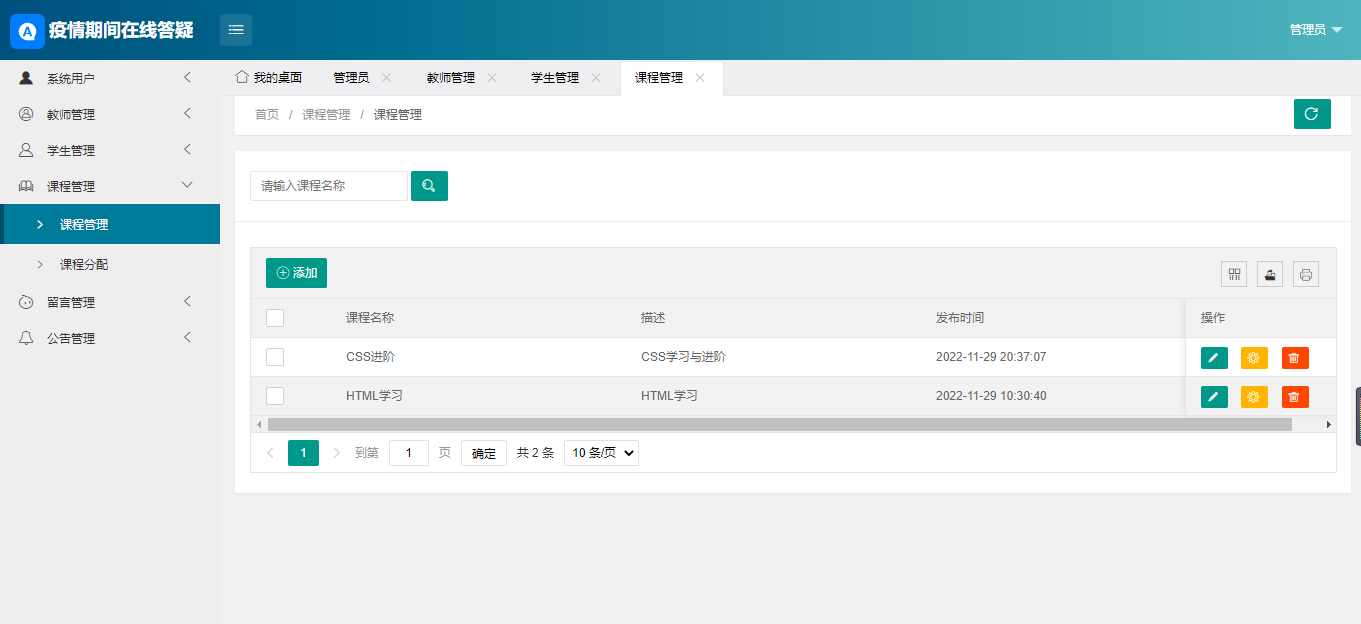 疫情期间在线答疑
管理员
系统用户
教师管理
学生管理
课程管理
课程管理
课程分配
留言管理
公告管理
我的桌面 管理员 教师管理 学生管理 课程管理
首页 / 课程管理 / 课程管理
请输入课程名称
添加
课程名称 描述 发布时间 操作
CSS进阶 CSS学习与进阶 2022-11-29 20:37:07
HTML学习 HTML学习 2022-11-29 10:30:40
1 到第 1 页 确定 共 2 条 10 条/页